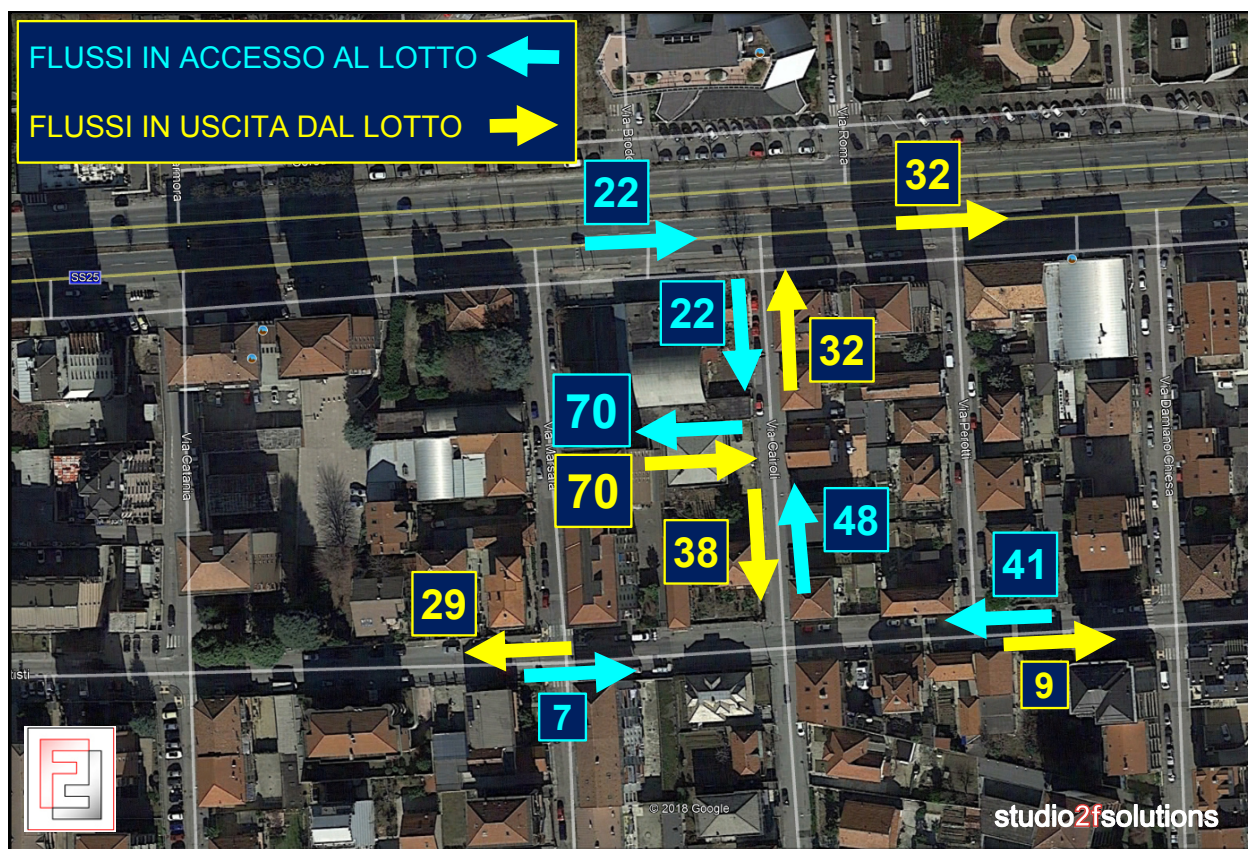 FLUSSI IN ACCESSO AL LOTTO
FLUSSI IN USCITA DAL LOTTO
Via Roma
22
32
SS25
22
32
70
70
Via Catania
Via Marsala
Via Cairoli
Via Perotti
Via Damiano Chiesa
48
38
41
29
7
9
© 2018 Google
studio2fsolutions